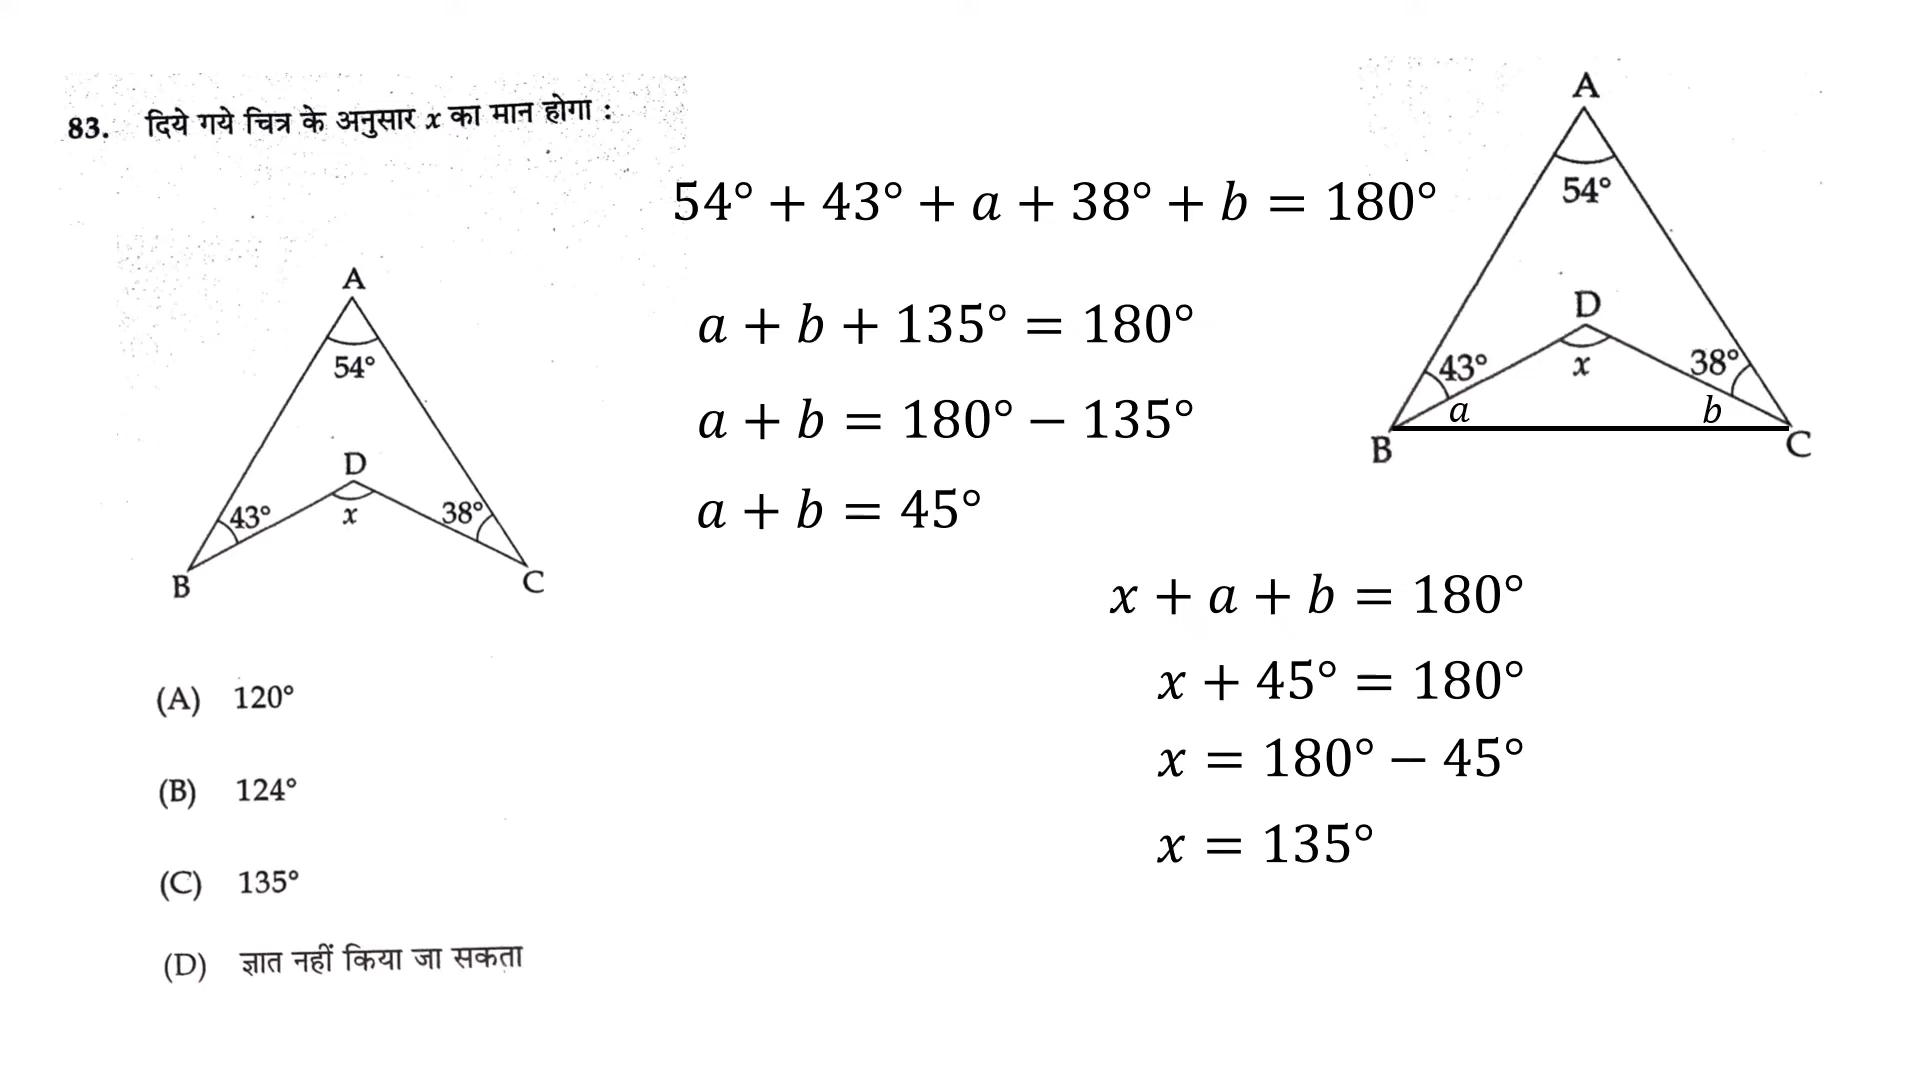 83. दिये गये चित्र के अनुसार x का मान होगा :
A
54°
D
43°
x
38°
B
C
(A) 120°
(B) 124°
(C) 135°
(D) ज्ञात नहीं किया जा सकता
54° + 43° + a + 38° + b = 180°
a + b + 135° = 180°
a + b = 180° − 135°
a + b = 45°
A
54°
D
43°
x
38°
a
b
B
C
x + a + b = 180°
x + 45° = 180°
x = 180° − 45°
x = 135°